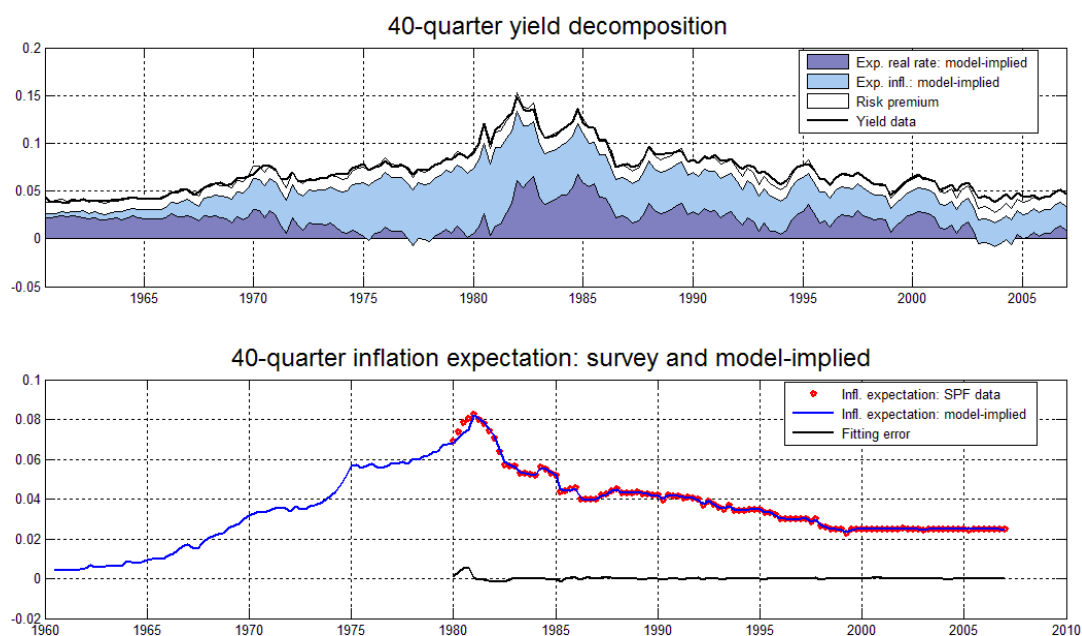 40-quarter yield decomposition
0.2
0.15
0.1
0.05
0
-0.05
Exp. real rate: model-implied
Exp. infl.: model-implied
Risk premium
Yield data
1965 1970 1975 1980 1985 1990 1995 2000 2005
40-quarter inflation expectation: survey and model-implied
0.1
0.08
0.06
0.04
0.02
0
-0.02
Infl. expectation: SPF data
Infl. expectation: model-implied
Fitting error
1960 1965 1970 1975 1980 1985 1990 1995 2000 2005 2010